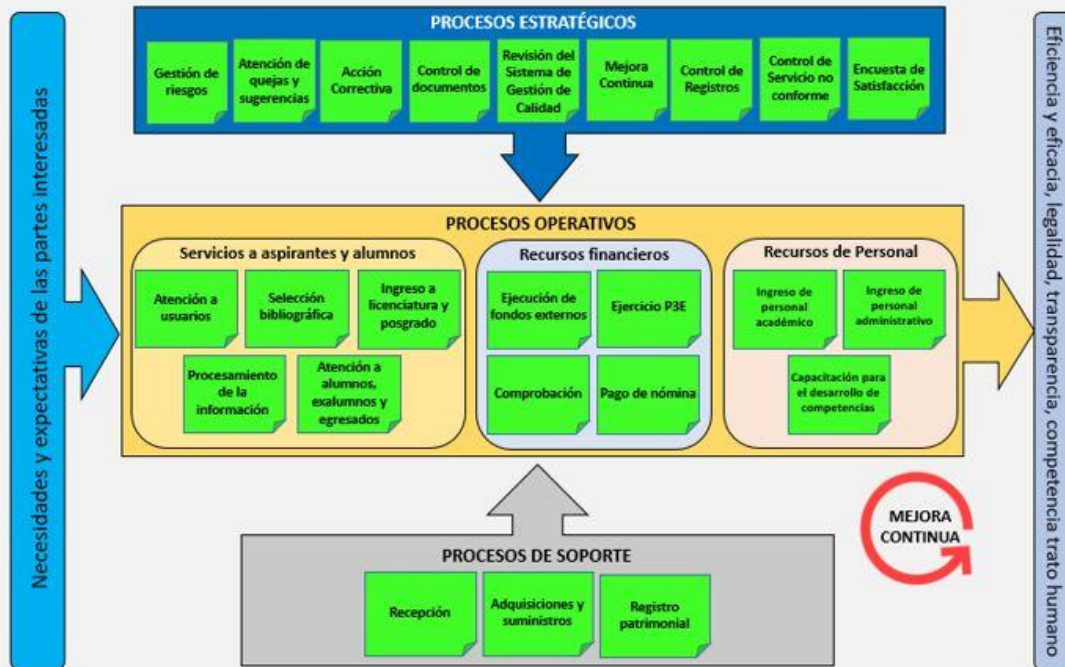 Necesidades y expectativas de las partes interesadas
PROCESOS ESTRATÉGICOS
Gestión de
riesgos
Atención de
quejas y
sugerencias
Acción
Correctiva
Control de
documentos
Revisión del
Sistema de
Gestión de
Calidad
Mejora
Continua
Control de
Registros
Control de
Servicio no
conforme
Encuesta de
Satisfacción
PROCESOS OPERATIVOS
Servicios a aspirantes y alumnos
Atención a
usuarios
Selección
bibliográfica
Ingreso a
licenciatura y
posgrado
Procesamiento
de la
información
Atención a
alumnos,
exalumnos y
egresados
Recursos financieros
Ejecución de
fondos externos
Ejercicio P3E
Comprobación
Pago de nómina
Recursos de Personal
Ingreso de
personal
académico
Ingreso de
personal
administrativo
Capacitación para
el desarrollo de
competencias
PROCESOS DE SOPORTE
Recepción
Adquisiciones y
suministros
Registro
patrimonial
MEJORA
CONTINUA
Eficiencia y eficacia, legalidad, transparencia, competencia trato humano